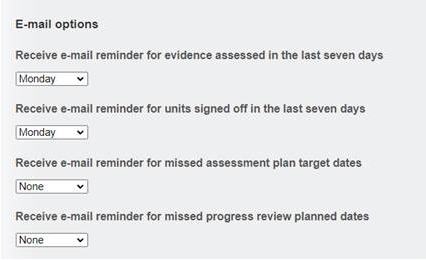 E-mail options
Receive e-mail reminder for evidence assessed in the last seven days
Monday
Receive e-mail reminder for units signed off in the last seven days
Monday
Receive e-mail reminder for missed assessment plan target dates
None
Receive e-mail reminder for missed progress review planned dates
None